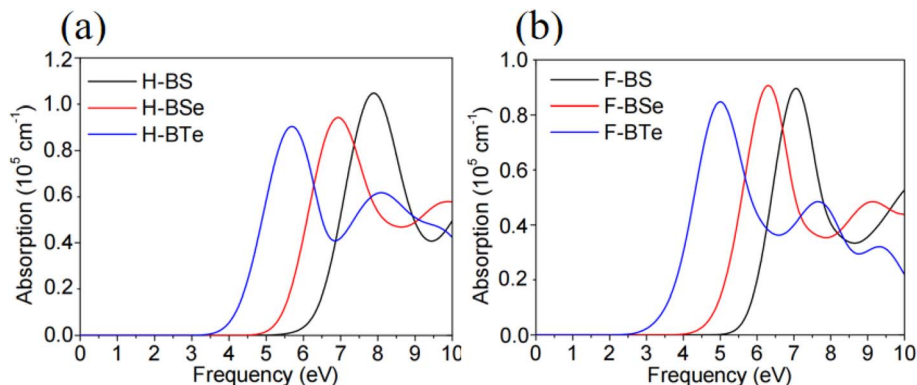 (a)
H-BS
H-BSe
H-BTe
Absorption (10⁵ cm⁻¹)
1.2
1.0
0.8
0.6
0.4
0.2
0.0
0 1 2 3 4 5 6 7 8 9 10
Frequency (eV)
(b)
F-BS
F-BSe
F-BTe
Absorption (10⁵ cm⁻¹)
1.0
0.8
0.6
0.4
0.2
0.0
0 1 2 3 4 5 6 7 8 9 10
Frequency (eV)